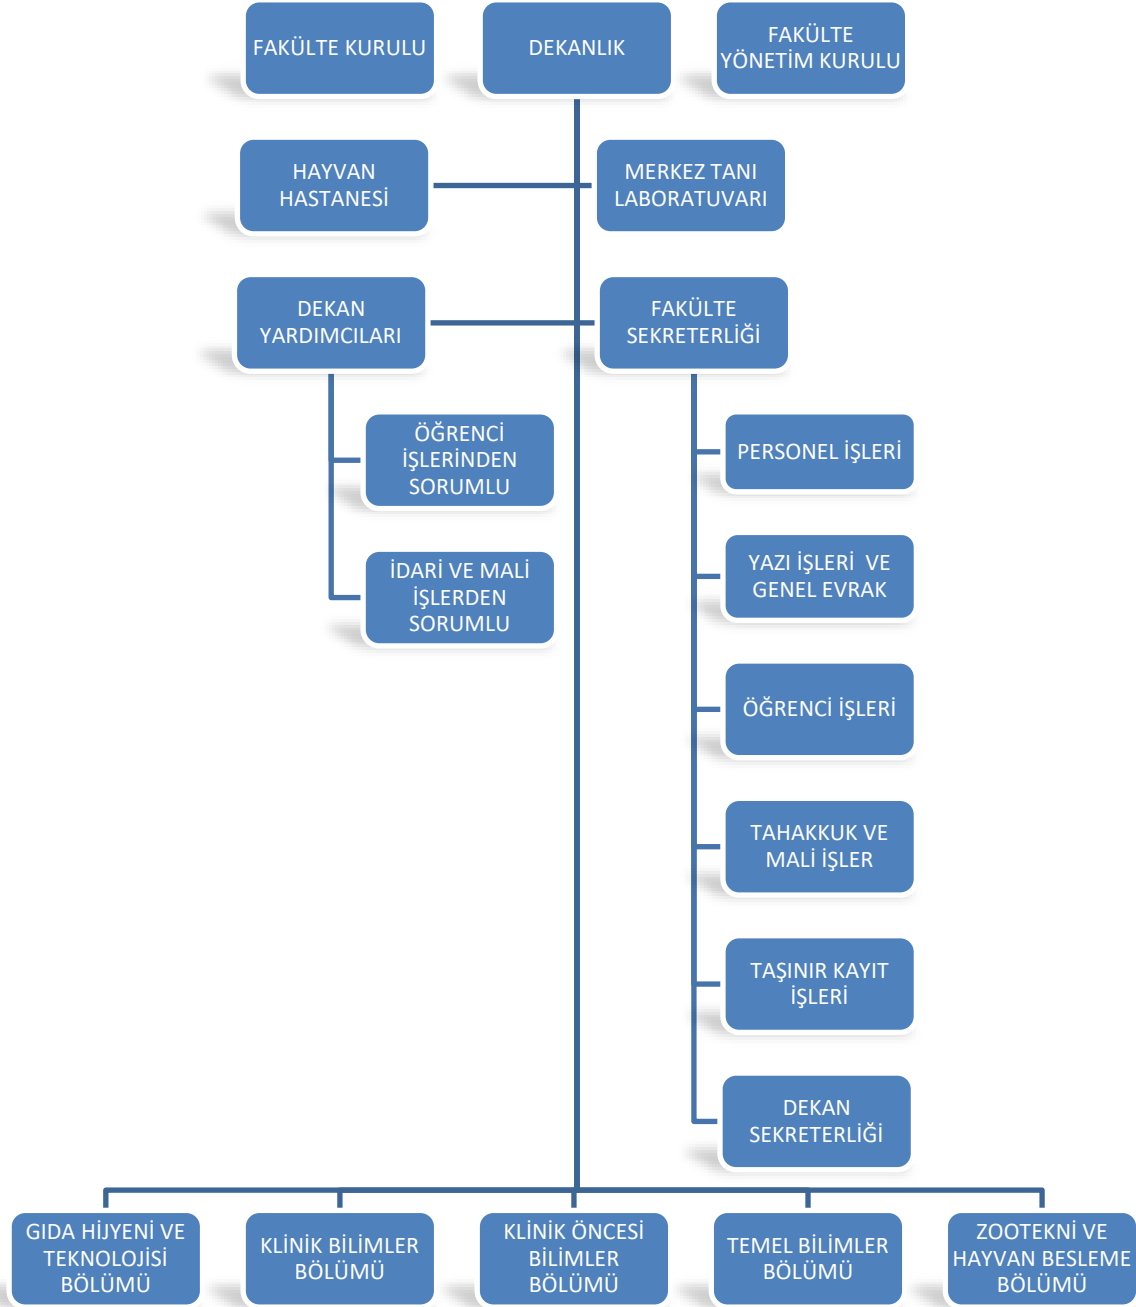 FAKÜLTE KURULU
DEKANLIK
FAKÜLTE
YÖNETİM KURULU
HAYVAN
HASTANESİ
MERKEZ TANI
LABORATUVARI
DEKAN
YARDIMCILARI
FAKÜLTE
SEKRETERLİĞİ
ÖĞRENCİ
İŞLERİNDEN
SORUMLU
İDARİ VE MALİ
İŞLERDEN
SORUMLU
PERSONEL İŞLERİ
YAZI İŞLERİ  VE
GENEL EVRAK
ÖĞRENCİ İŞLERİ
TAHAKKUK VE
MALİ İŞLER
TAŞINIR KAYIT
İŞLERİ
DEKAN
SEKRETERLİĞİ
GIDA HİJYENİ VE
TEKNOLOJİSİ
BÖLÜMÜ
KLİNİK BİLİMLER
BÖLÜMÜ
KLİNİK ÖNCESİ
BİLİMLER
BÖLÜMÜ
TEMEL BİLİMLER
BÖLÜMÜ
ZOOTEKNİ VE
HAYVAN BESLEME
BÖLÜMÜ